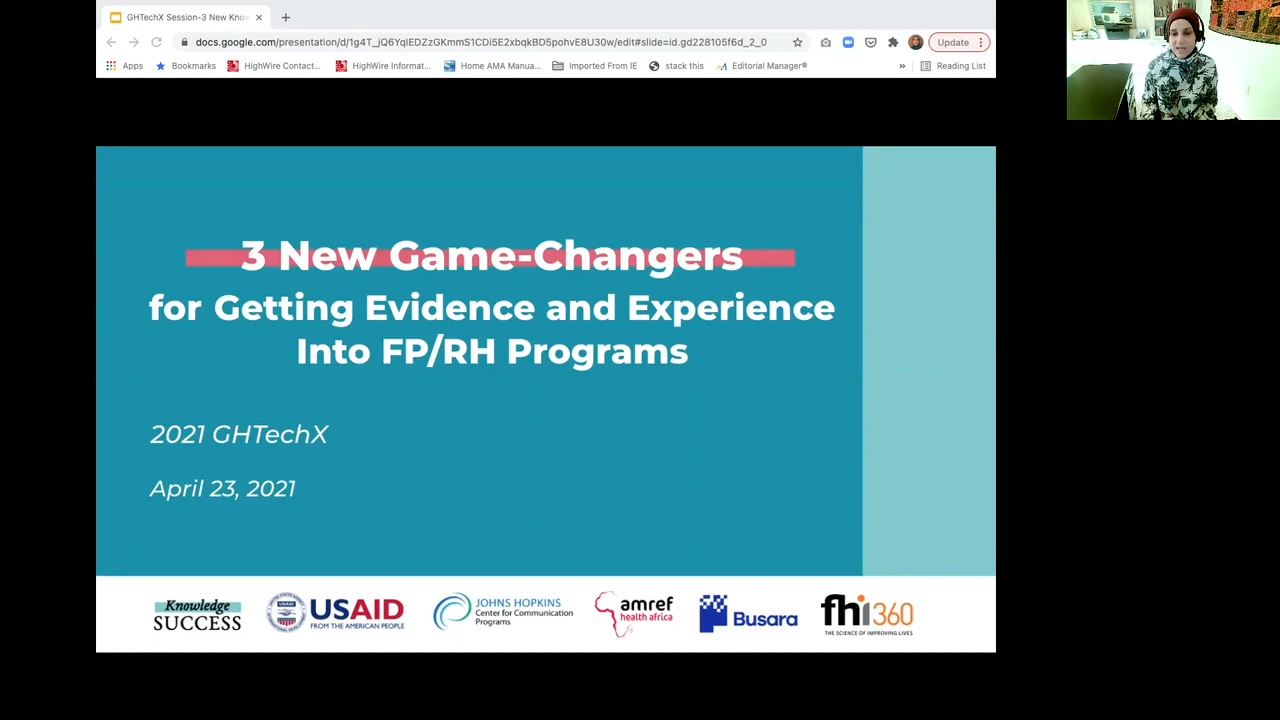 GHTechX Session-3 New Know
docs.google.com/presentation/d/1g4T_jQ6YqlEDZzGKmmS1CDi5E2xbqkBD5pohvE8U30w/edit#slide=id.gd228105f6d_2_0
Update
Apps
Bookmarks
HighWire Contact...
HighWire Informat...
Home AMA Manua...
Imported From IE
stack this
Editorial Manager®
»
Reading List
3 New Game-Changers
for Getting Evidence and Experience
Into FP/RH Programs
2021 GHTechX
April 23, 2021
Knowledge
SUCCESS
USAID
USAID
FROM THE AMERICAN PEOPLE
JOHNS HOPKINS
Center for Communication
Programs
amref
health africa
Busara
fhi360
THE SCIENCE OF IMPROVING LIVES